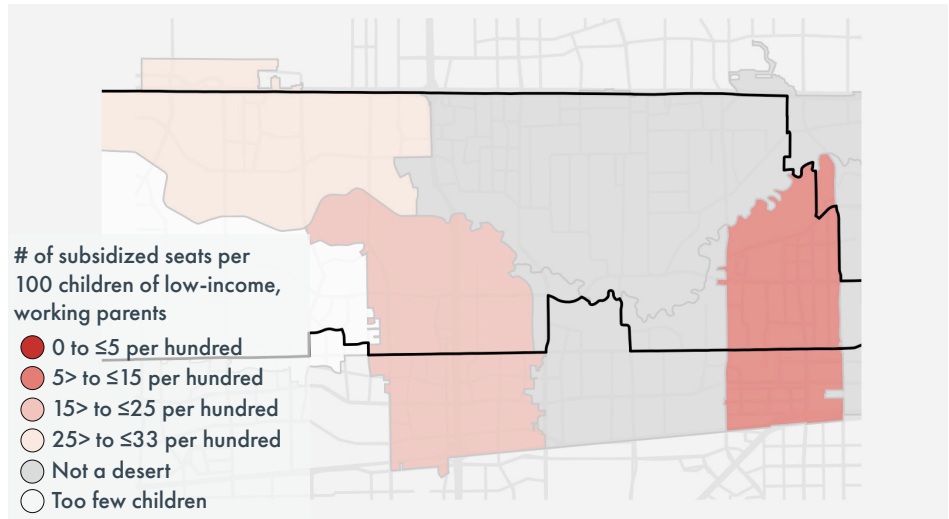 # of subsidized seats per
100 children of low-income,
working parents
0 to ≤5 per hundred
5> to ≤15 per hundred
15> to ≤25 per hundred
25> to ≤33 per hundred
Not a desert
Too few children